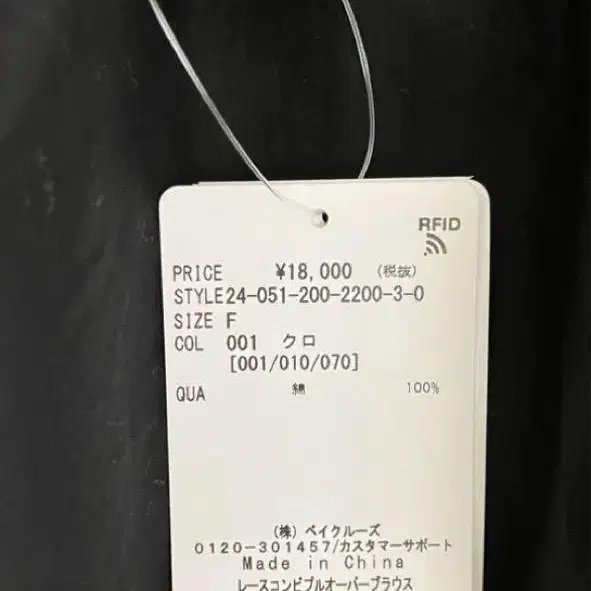 RFID
PRICE ¥18,000 (税抜)
STYLE24-051-200-2200-3-0
SIZE F
COL 001 クロ
[001/010/070]
QUA 綿 100%
(株) ベイクルーズ
0120-301457/カスタマーサポート
Made in China
レースコンビプルオーバーブラウス